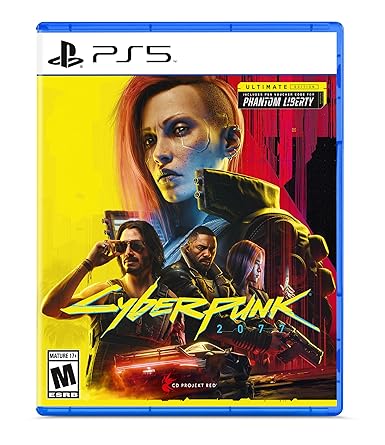 PS5
ULTIMATE EDITION
INCLUDES PS5 VOUCHER CODE FOR
PHANTOM LIBERTY
CYBERPUNK
2077
MATURE 17+
M
ESRB
CD PROJEKT RED